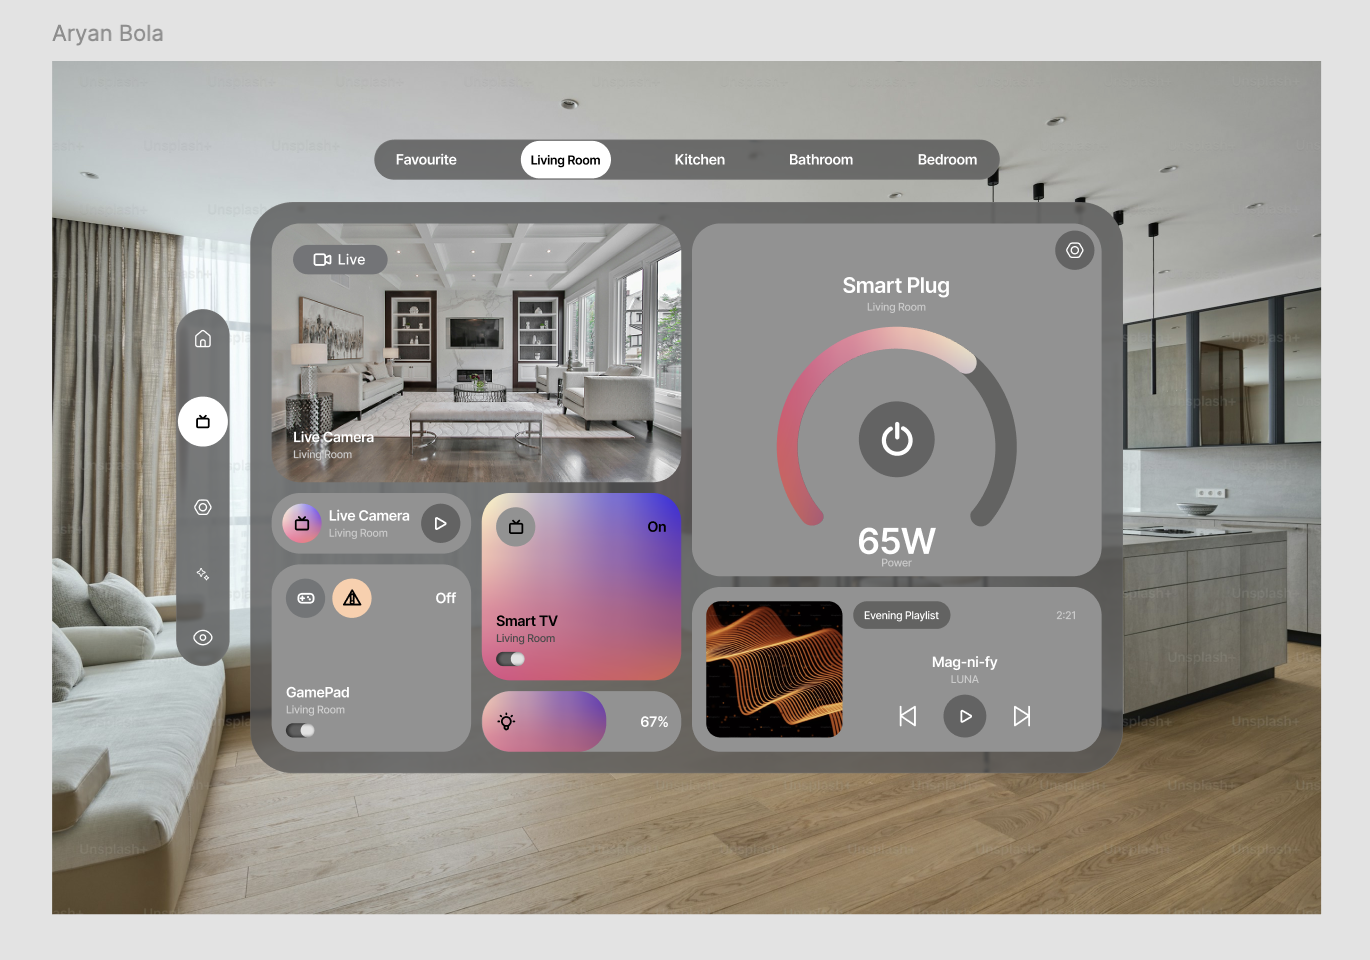 Aryan Bola
Favourite
Living Room
Kitchen
Bathroom
Bedroom
Live
Live Camera
Living Room
Smart Plug
Living Room
65W
Power
Live Camera
Living Room
On
Smart TV
Living Room
Off
GamePad
Living Room
67%
Evening Playlist
2:21
Mag-ni-fy
LUNA
Unsplash+